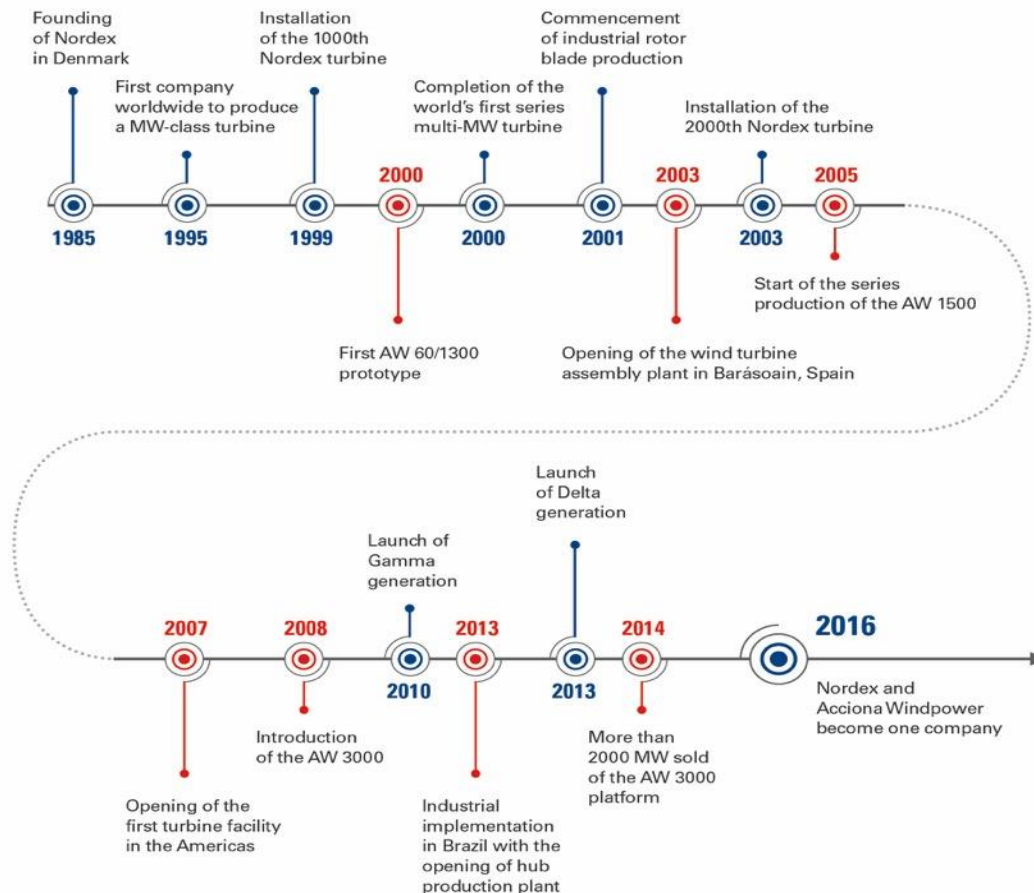 Founding
of Nordex
in Denmark
Installation
of the 1000th
Nordex turbine
Commencement
of industrial rotor
blade production
First company
worldwide to produce
a MW-class turbine
Completion of the
world's first series
multi-MW turbine
Installation of the
2000th Nordex turbine
2000
2003
2005
1985
1995
1999
2000
2001
2003
Start of the series
production of the AW 1500
First AW 60/1300
prototype
Opening of the wind turbine
assembly plant in Barásoain, Spain
Launch
of Delta
generation
Launch of
Gamma
generation
2007
2008
2013
2014
2016
2010
2013
Nordex and
Acciona Windpower
become one company
Introduction
of the AW 3000
More than
2000 MW sold
of the AW 3000
platform
Opening of the
first turbine facility
in the Americas
Industrial
implementation
in Brazil with the
opening of hub
production plant